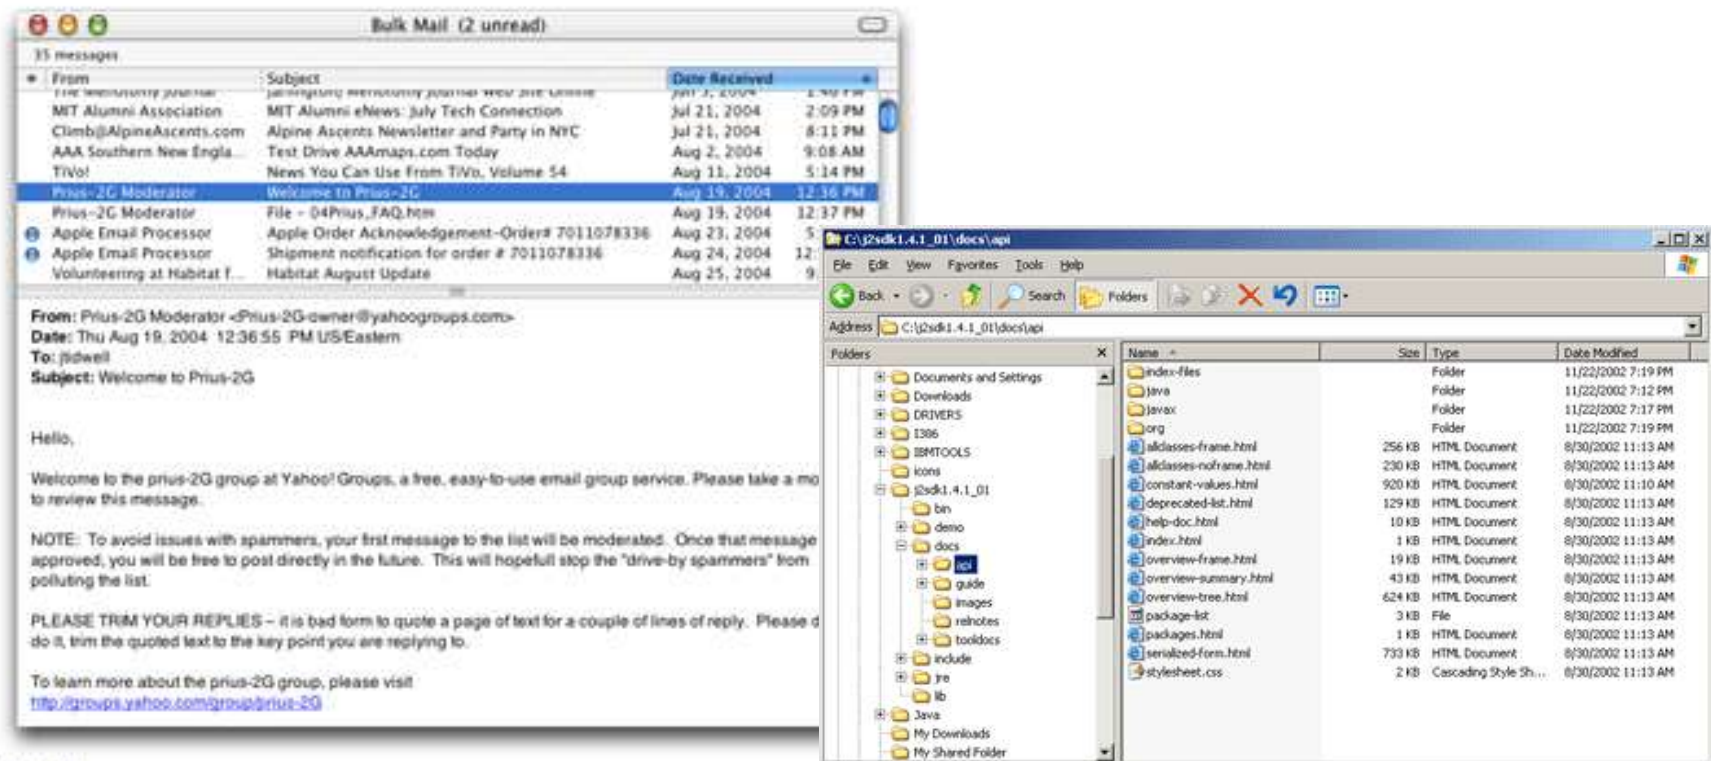 Bulk Mail (2 unread)
35 messages
From Subject Date Received
The Menotomy Journal (arlington) Menotomy Journal Web Site Online 2004
MIT Alumni Association MIT Alumni eNews: July Tech Connection Jul 21, 2004 2:09 PM
Climb@AlpineAscents.com Alpine Ascents Newsletter and Party in NYC Jul 21, 2004 8:11 PM
AAA Southern New Engla... Test Drive AAAmaps.com Today Aug 2, 2004 9:08 AM
TiVo! News You Can Use From TiVo, Volume 54 Aug 11, 2004 5:14 PM
Prius-2G Moderator Welcome to Prius-2G Aug 19, 2004 12:36 PM
Prius-2G Moderator File - 04Prius_FAQ.htm Aug 19, 2004 12:37 PM
Apple Email Processor Apple Order Acknowledgement-Order# 7011078336 Aug 23, 2004 5
Apple Email Processor Shipment notification for order # 7011078336 Aug 24, 2004 12:
Volunteering at Habitat f... Habitat August Update Aug 25, 2004 9
From: Prius-2G Moderator <Prius-2G-owner@yahoogroups.com>
Date: Thu Aug 19, 2004 12:36:55 PM US/Eastern
To: jtidwell
Subject: Welcome to Prius-2G
Hello,
Welcome to the prius-2G group at Yahoo! Groups, a free, easy-to-use email group service. Please take a mo
to review this message.
NOTE: To avoid issues with spammers, your first message to the list will be moderated. Once that message
approved, you will be free to post directly in the future. This will hopefull stop the "drive-by spammers" from
polluting the list.
PLEASE TRIM YOUR REPLIES – it is bad form to quote a page of text for a couple of lines of reply. Please d
do it, trim the quoted text to the key point you are replying to.
To learn more about the prius-2G group, please visit
http://groups.yahoo.com/group/prius-2G
C:\j2sdk1.4.1_01\docs\api
File Edit View Favorites Tools Help
Back Search Folders
Address C:\j2sdk1.4.1_01\docs\api
Folders
Documents and Settings
Downloads
DRIVERS
I386
IBMTOOLS
icons
j2sdk1.4.1_01
bin
demo
docs
api
guide
images
relnotes
tooldocs
include
jre
lib
Java
My Downloads
My Shared Folder
Name Size Type Date Modified
index-files Folder 11/22/2002 7:19 PM
java Folder 11/22/2002 7:12 PM
javax Folder 11/22/2002 7:17 PM
org Folder 11/22/2002 7:19 PM
allclasses-frame.html 256 KB HTML Document 8/30/2002 11:13 AM
allclasses-noframe.html 230 KB HTML Document 8/30/2002 11:13 AM
constant-values.html 920 KB HTML Document 8/30/2002 11:10 AM
deprecated-list.html 129 KB HTML Document 8/30/2002 11:13 AM
help-doc.html 10 KB HTML Document 8/30/2002 11:13 AM
index.html 1 KB HTML Document 8/30/2002 11:13 AM
overview-frame.html 19 KB HTML Document 8/30/2002 11:13 AM
overview-summary.html 43 KB HTML Document 8/30/2002 11:13 AM
overview-tree.html 624 KB HTML Document 8/30/2002 11:13 AM
package-list 3 KB File 8/30/2002 11:13 AM
packages.html 1 KB HTML Document 8/30/2002 11:13 AM
serialized-form.html 733 KB HTML Document 8/30/2002 11:13 AM
stylesheet.css 2 KB Cascading Style Sh... 8/30/2002 11:13 AM